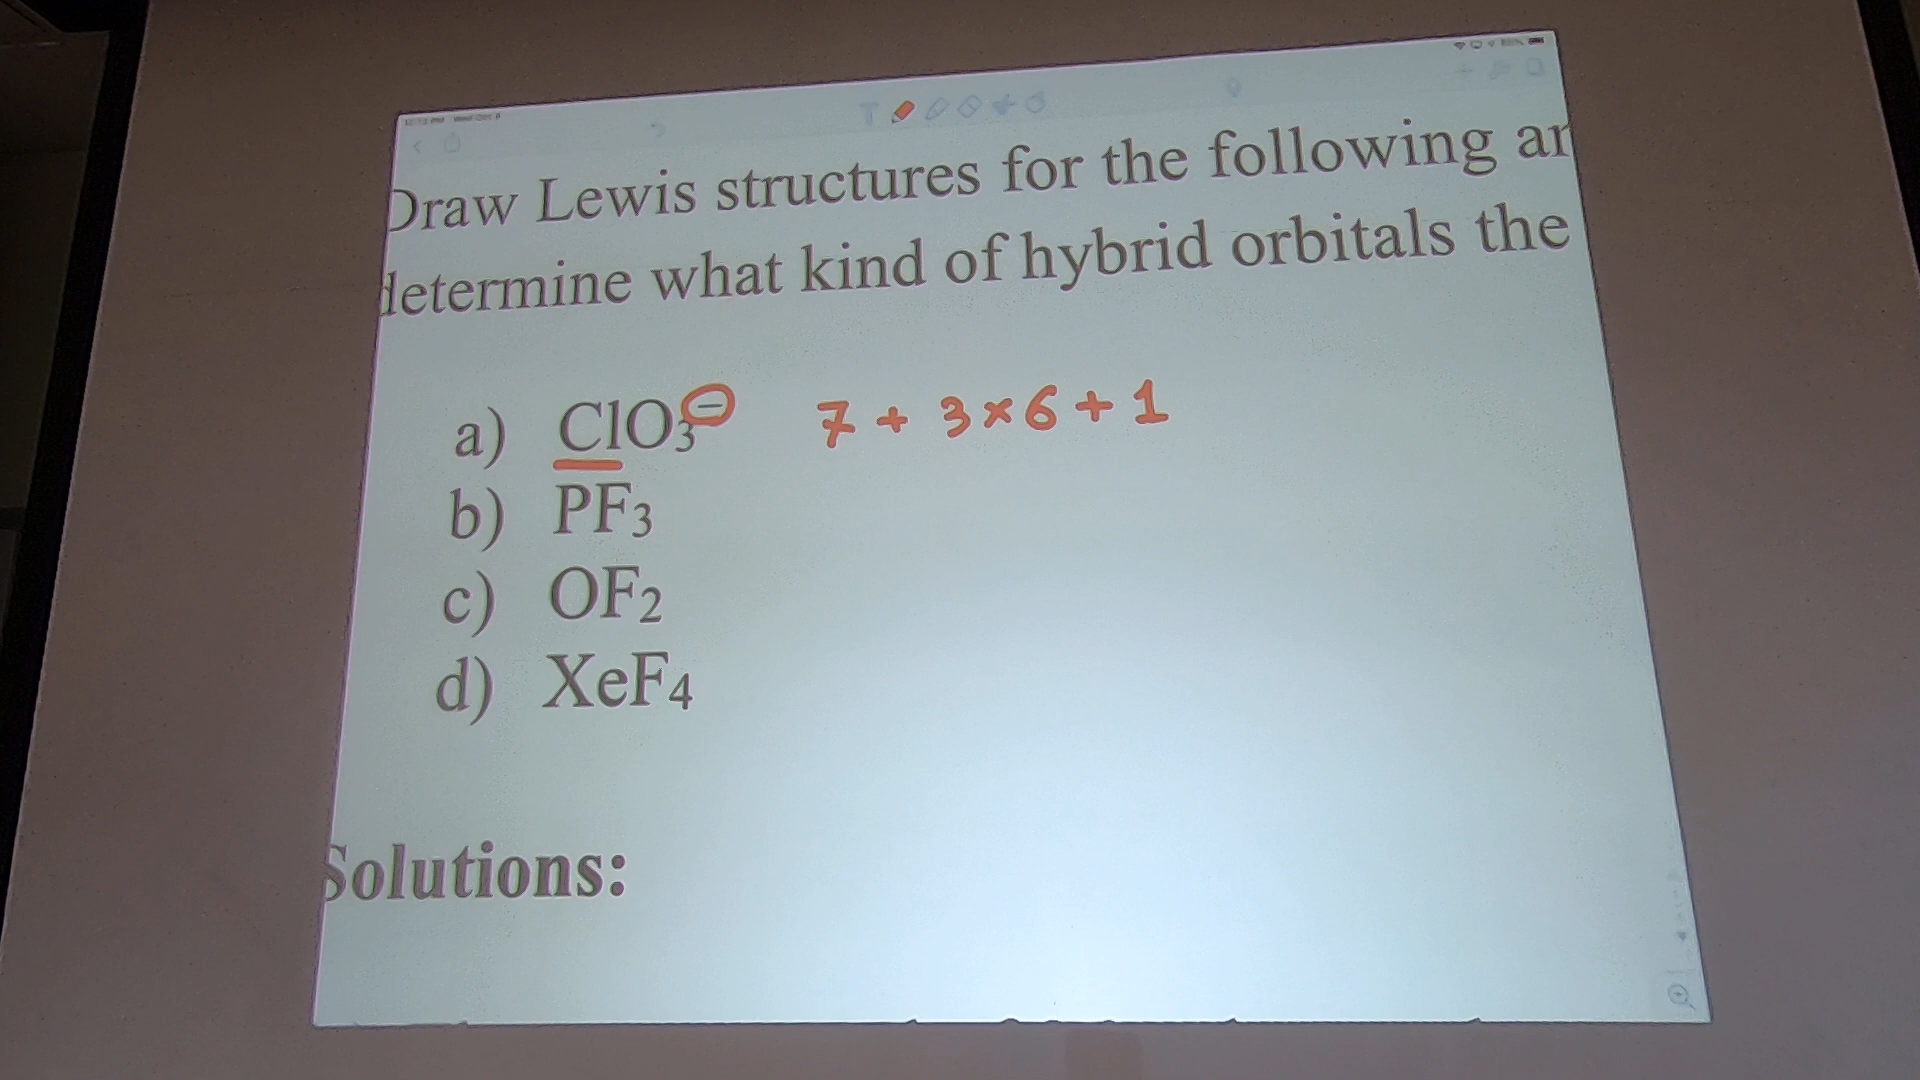 Draw Lewis structures for the following ar
determine what kind of hybrid orbitals the
a) ClO₃⁻ 7 + 3 × 6 + 1
b) PF₃
c) OF₂
d) XeF₄
Solutions: